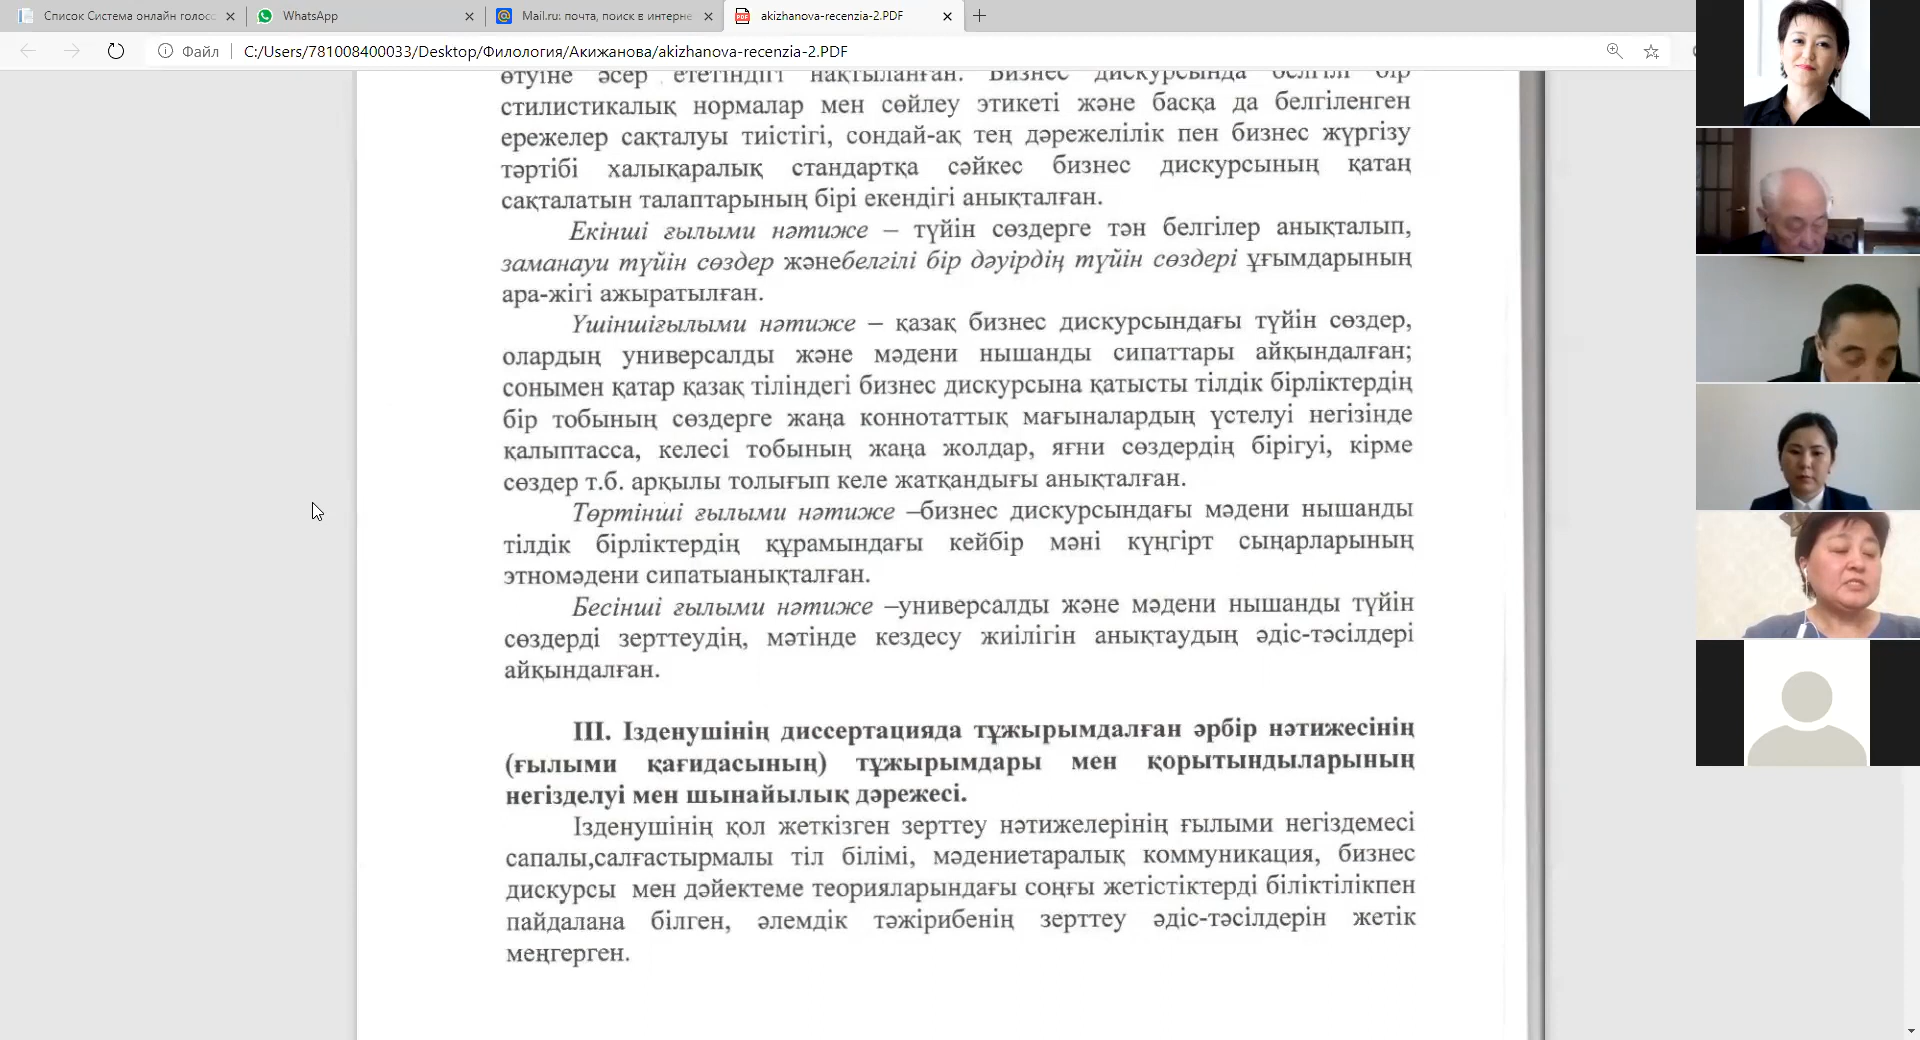 Список Система онлайн голосс
WhatsApp
Mail.ru: почта, поиск в интерне
akizhanova-recenzia-2.PDF
Файл
C:/Users/781008400033/Desktop/Филология/Акижанова/akizhanova-recenzia-2.PDF
өтуіне әсер ететіндігі нақтыланған. Бизнес дискурсында белгілі бір
стилистикалық нормалар мен сөйлеу этикеті және басқа да белгіленген
ережелер сақталуы тиістігі, сондай-ақ тең дәрежелілік пен бизнес жүргізу
тәртібі халықаралық стандартқа сәйкес бизнес дискурсының қатаң
сақталатын талаптарының бірі екендігі анықталған.
Екінші ғылыми нәтиже – түйін сөздерге тән белгілер анықталып,
заманауи түйін сөздер жәнебелгілі бір дәуірдің түйін сөздері ұғымдарының
ара-жігі ажыратылған.
Үшіншіғылыми нәтиже – қазақ бизнес дискурсындағы түйін сөздер,
олардың универсалды және мәдени нышанды сипаттары айқындалған;
сонымен қатар қазақ тіліндегі бизнес дискурсына қатысты тілдік бірліктердің
бір тобының сөздерге жаңа коннотаттық мағыналардың үстелуі негізінде
қалыптасса, келесі тобының жаңа жолдар, яғни сөздердің бірігуі, кірме
сөздер т.б. арқылы толығып келе жатқандығы анықталған.
Төртінші ғылыми нәтиже –бизнес дискурсындағы мәдени нышанды
тілдік бірліктердің құрамындағы кейбір мәні күңгірт сыңарларының
этномәдени сипатыанықталған.
Бесінші ғылыми нәтиже –универсалды және мәдени нышанды түйін
сөздерді зерттеудің, мәтінде кездесу жиілігін анықтаудың әдіс-тәсілдері
айқындалған.
III. Ізденушінің диссертацияда тұжырымдалған әрбір нәтижесінің
(ғылыми қағидасының) тұжырымдары мен қорытындыларының
негізделуі мен шынайылық дәрежесі.
Ізденушінің қол жеткізген зерттеу нәтижелерінің ғылыми негіздемесі
сапалы,салғастырмалы тіл білімі, мәдениетаралық коммуникация, бизнес
дискурсы мен дәйектеме теорияларындағы соңғы жетістіктерді біліктілікпен
пайдалана білген, әлемдік тәжірибенің зерттеу әдіс-тәсілдерін жетік
меңгерген.